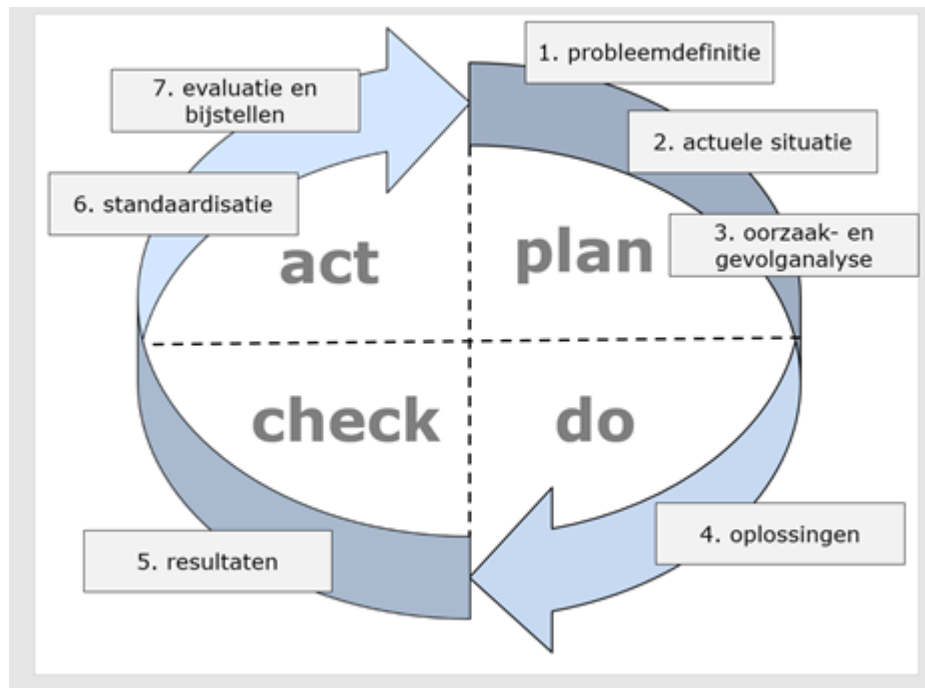 1. probleemdefinitie
2. actuele situatie
3. oorzaak- en
gevolganalyse
4. oplossingen
5. resultaten
6. standaardisatie
7. evaluatie en
bijstellen
act
plan
check
do